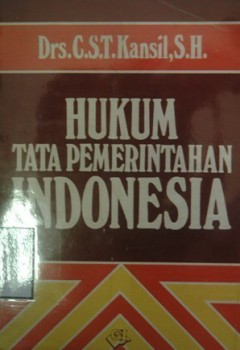 Drs.C.S.T.Kansil,S.H.
HUKUM
TATA PEMERINTAHAN
INDONESIA